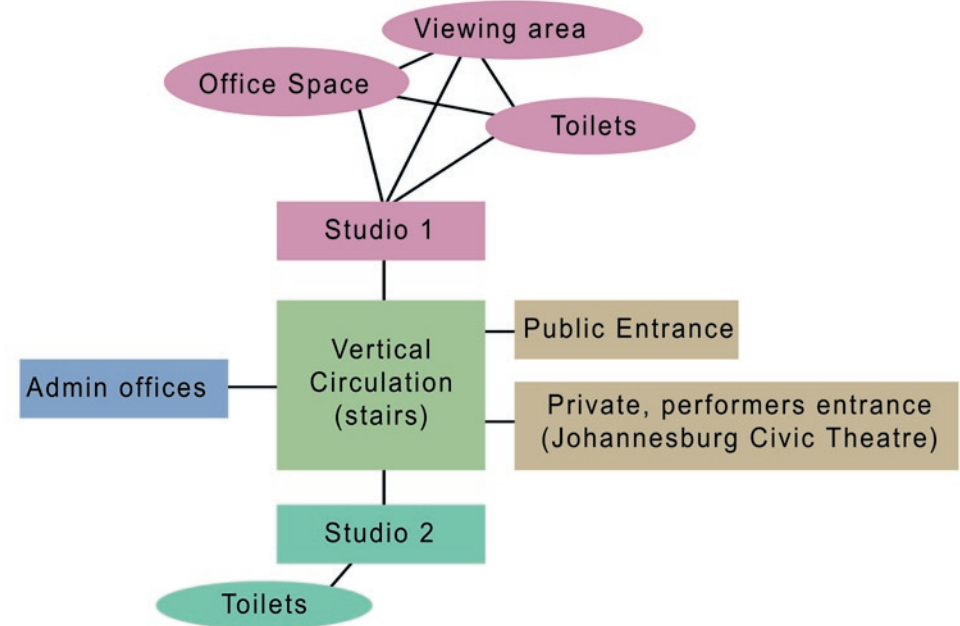 Viewing area
Office Space
Toilets
Studio 1
Public Entrance
Vertical
Circulation
(stairs)
Admin offices
Private, performers entrance
(Johannesburg Civic Theatre)
Studio 2
Toilets